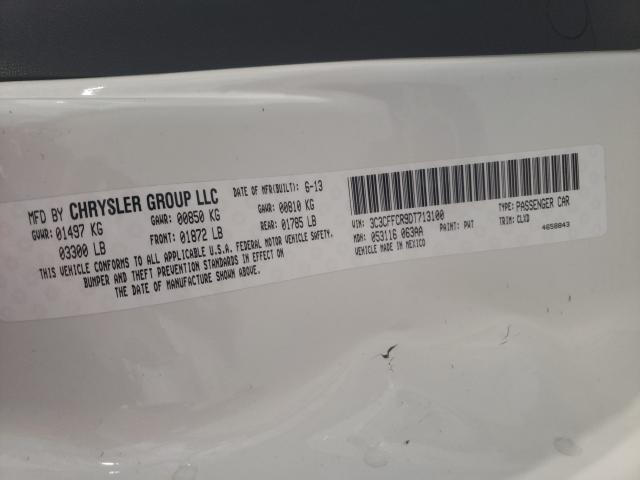 MFD BY CHRYSLER GROUP LLC DATE OF MFR(BUILT): 6-13
GVWR: 01497 KG GAWR: 00850 KG GAWR: 00810 KG
03300 LB FRONT: 01872 LB REAR: 01785 LB
THIS VEHICLE CONFORMS TO ALL APPLICABLE U.S.A. FEDERAL MOTOR VEHICLE SAFETY,
BUMPER AND THEFT PREVENTION STANDARDS IN EFFECT ON
THE DATE OF MANUFACTURE SHOWN ABOVE.
VIN: 3C3CFFCR9DT713100 TYPE: PASSENGER CAR
MDH: 053116 063AA PAINT: PW7 TRIM: CLXD
VEHICLE MADE IN MEXICO 4658843